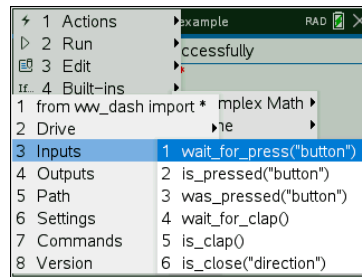 1 Actions
example
RAD
2 Run
ccessfully
3 Edit
If... 4 Built-ins
mplex Math
1 from ww_dash import *
2 Drive
ne
3 Inputs
1 wait_for_press("button")
4 Outputs
2 is_pressed("button")
5 Path
3 was_pressed("button")
6 Settings
4 wait_for_clap()
7 Commands
5 is_clap()
8 Version
6 is_close("direction")